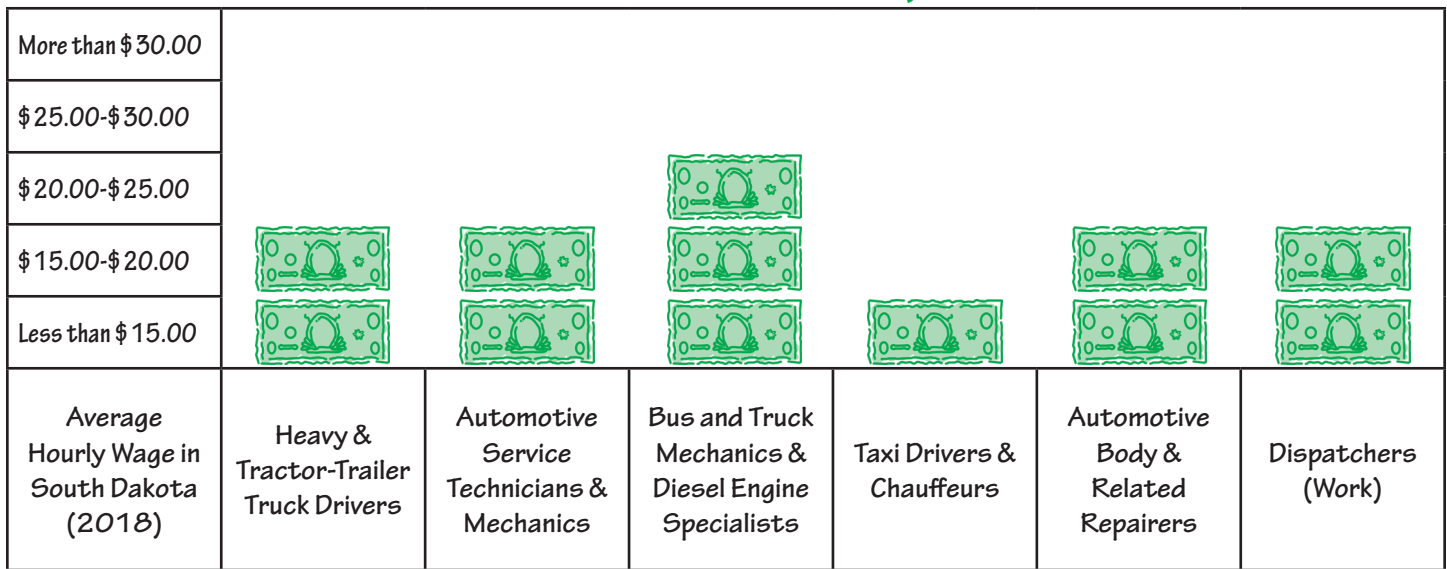 More than $30.00
$25.00-$30.00
$20.00-$25.00
$15.00-$20.00
Less than $15.00
Average
Hourly Wage in
South Dakota
(2018)
Heavy &
Tractor-Trailer
Truck Drivers
Automotive
Service
Technicians &
Mechanics
Bus and Truck
Mechanics &
Diesel Engine
Specialists
Taxi Drivers &
Chauffeurs
Automotive
Body &
Related
Repairers
Dispatchers
(Work)